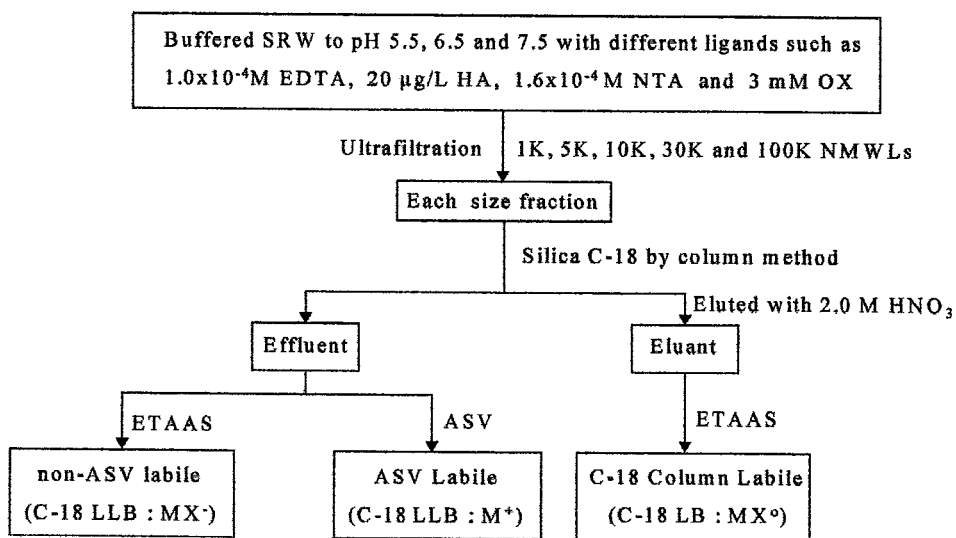 Buffered SRW to pH 5.5, 6.5 and 7.5 with different ligands such as
1.0x10⁻⁴M EDTA, 20 µg/L HA, 1.6x10⁻⁴M NTA and 3 mM OX
Ultrafiltration 1K, 5K, 10K, 30K and 100K NMWLs
Each size fraction
Silica C-18 by column method
Eluted with 2.0 M HNO₃
Effluent
Eluant
ETAAS
ASV
ETAAS
non-ASV labile
(C-18 LLB : MX⁻)
ASV Labile
(C-18 LLB : M⁺)
C-18 Column Labile
(C-18 LB : MX⁰)